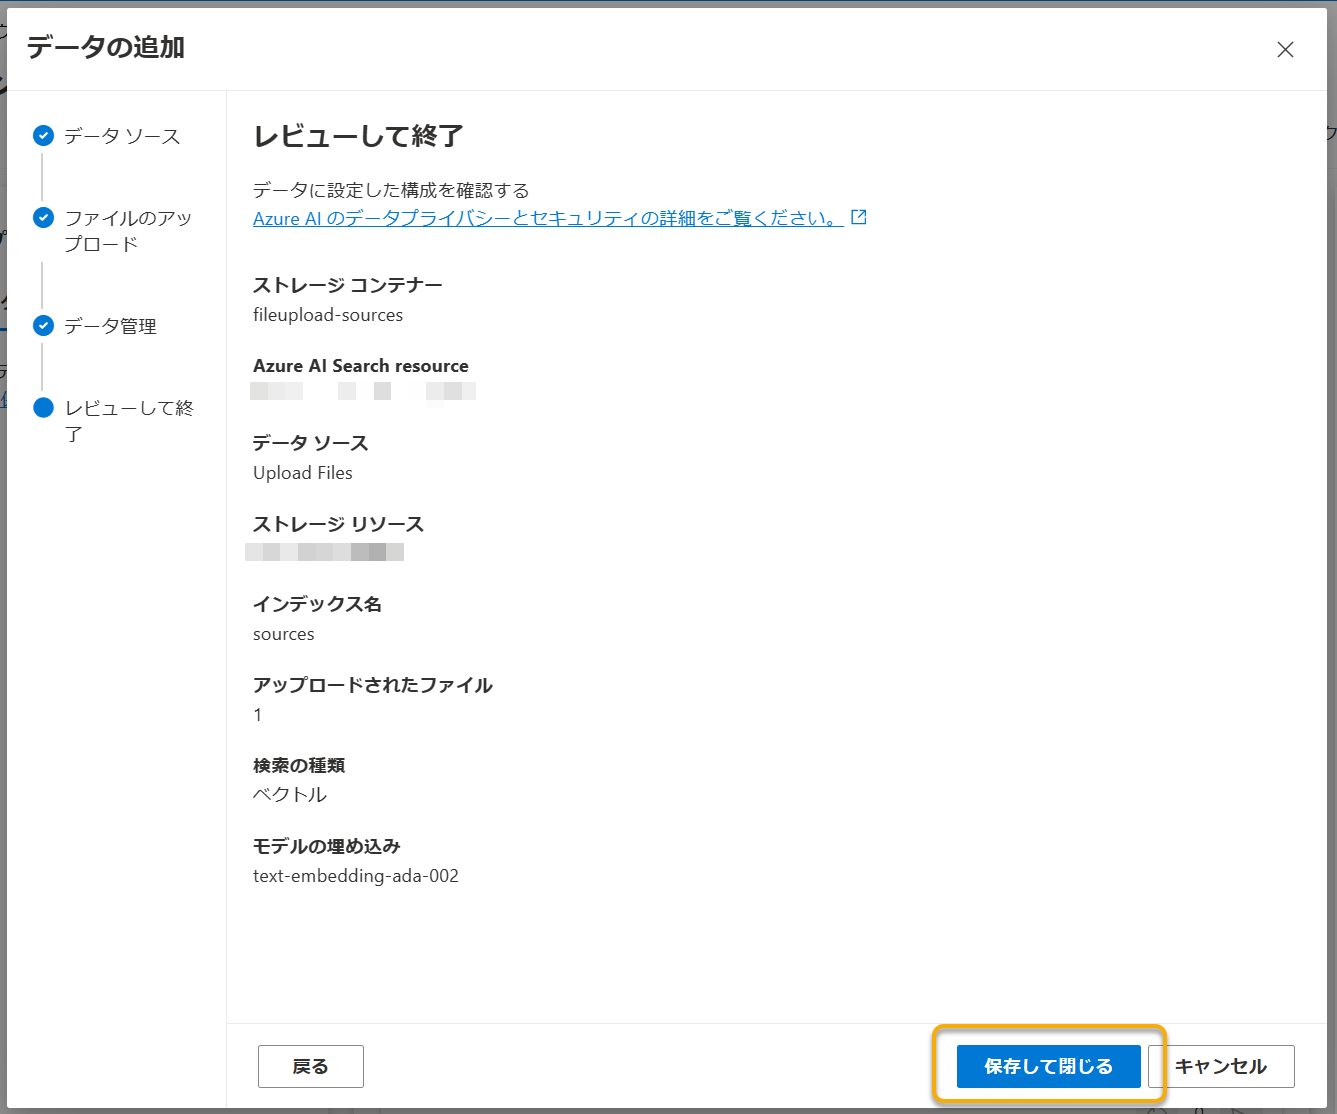 データの追加
データ ソース
ファイルのアッ
プロード
データ管理
レビューして終
了
レビューして終了
データに設定した構成を確認する
Azure AI のデータプライバシーとセキュリティの詳細をご覧ください。
ストレージ コンテナー
fileupload-sources
Azure AI Search resource
データ ソース
Upload Files
ストレージ リソース
インデックス名
sources
アップロードされたファイル
1
検索の種類
ベクトル
モデルの埋め込み
text-embedding-ada-002
戻る
保存して閉じる
キャンセル